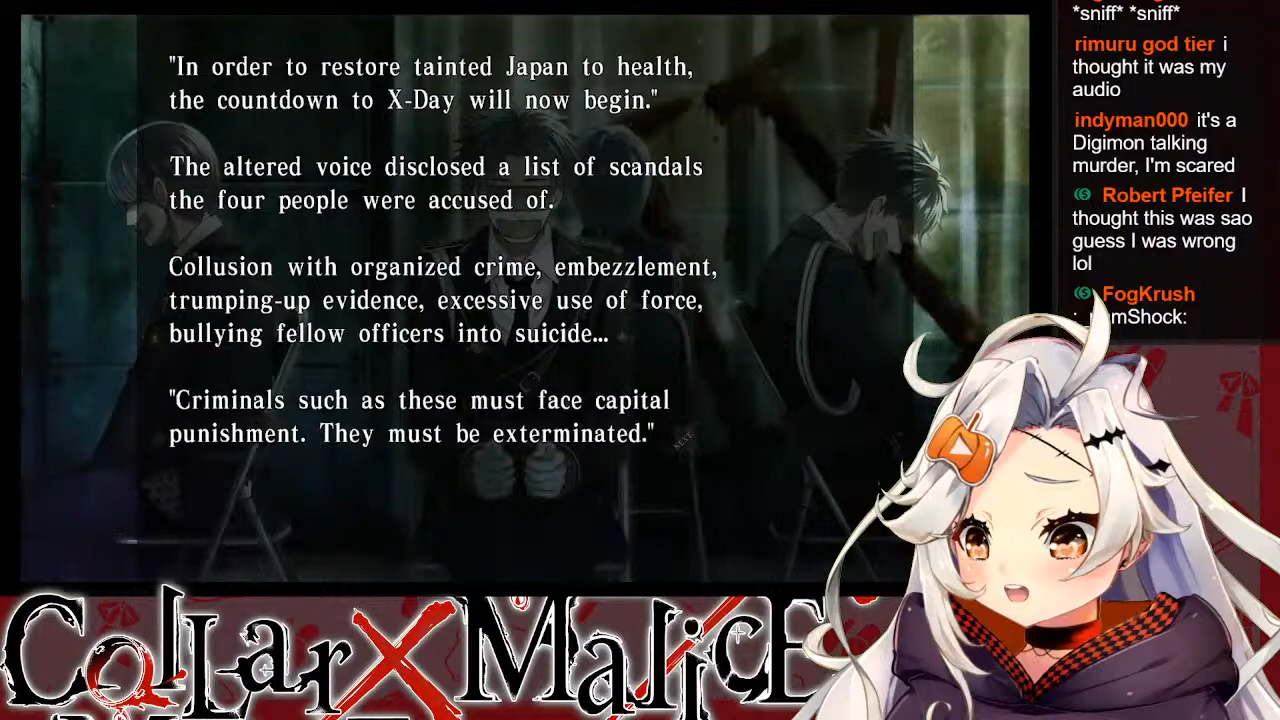 "In order to restore tainted Japan to health,
the countdown to X-Day will now begin."
The altered voice disclosed a list of scandals
the four people were accused of.
Collusion with organized crime, embezzlement,
trumping-up evidence, excessive use of force,
bullying fellow officers into suicide...
"Criminals such as these must face capital
punishment. They must be exterminated."
NEXT
*sniff* *sniff*
rimuru god tier i
thought it was my
audio
indyman000 it's a
Digimon talking
murder, I'm scared
Robert Pfeifer I
thought this was sao
guess I was wrong
lol
FogKrush
Collar×Malice